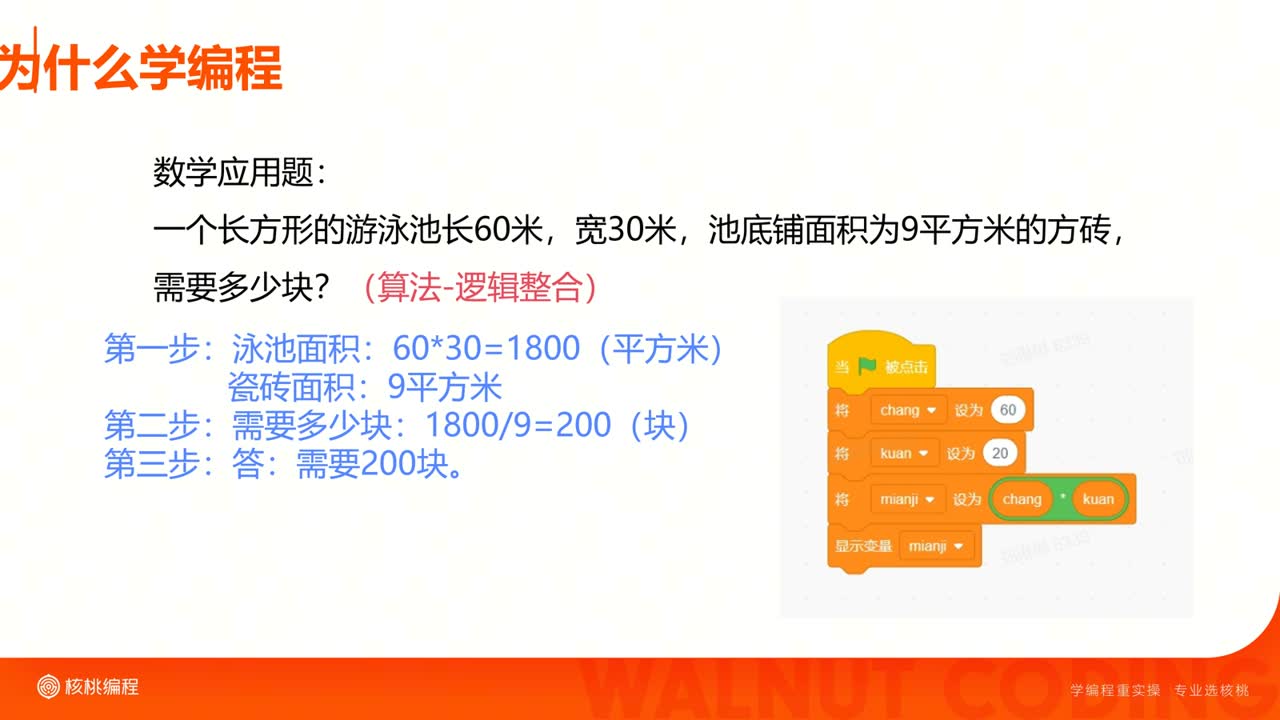 为什么学编程
数学应用题：
一个长方形的游泳池长60米，宽30米，池底铺面积为9平方米的方砖，
需要多少块？（算法-逻辑整合）
第一步：泳池面积：60*30=1800（平方米）
瓷砖面积：9平方米
第二步：需要多少块：1800/9=200（块）
第三步：答：需要200块。
当 被点击
将 chang 设为 60
将 kuan 设为 20
将 mianji 设为 chang * kuan
显示变量 mianji
核桃编程
WALNUT CODING
学编程重实操 专业选核桃